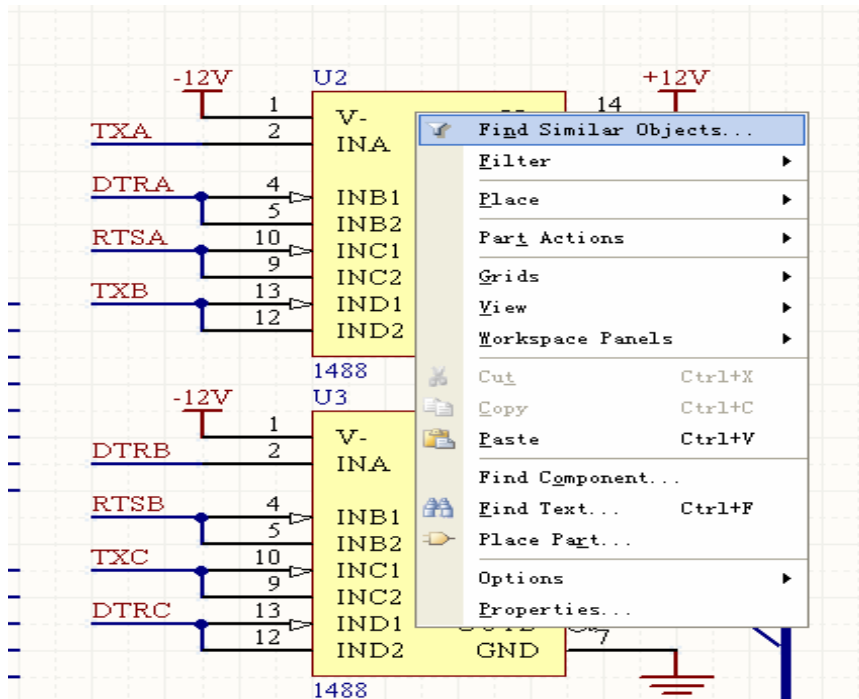 -12V U2 +12V
1 V- 14
TXA 2 INA
DTRA 4 INB1
5 INB2
RTSA 10 INC1
9 INC2
TXB 13 IND1
12 IND2
1488
-12V U3
1 V-
DTRB 2 INA
RTSB 4 INB1
5 INB2
TXC 10 INC1
9 INC2
DTRC 13 IND1
12 IND2 GND 7
1488
Find Similar Objects...
Filter
Place
Part Actions
Grids
View
Workspace Panels
Cut Ctrl+X
Copy Ctrl+C
Paste Ctrl+V
Find Component...
Find Text... Ctrl+F
Place Part...
Options
Properties...